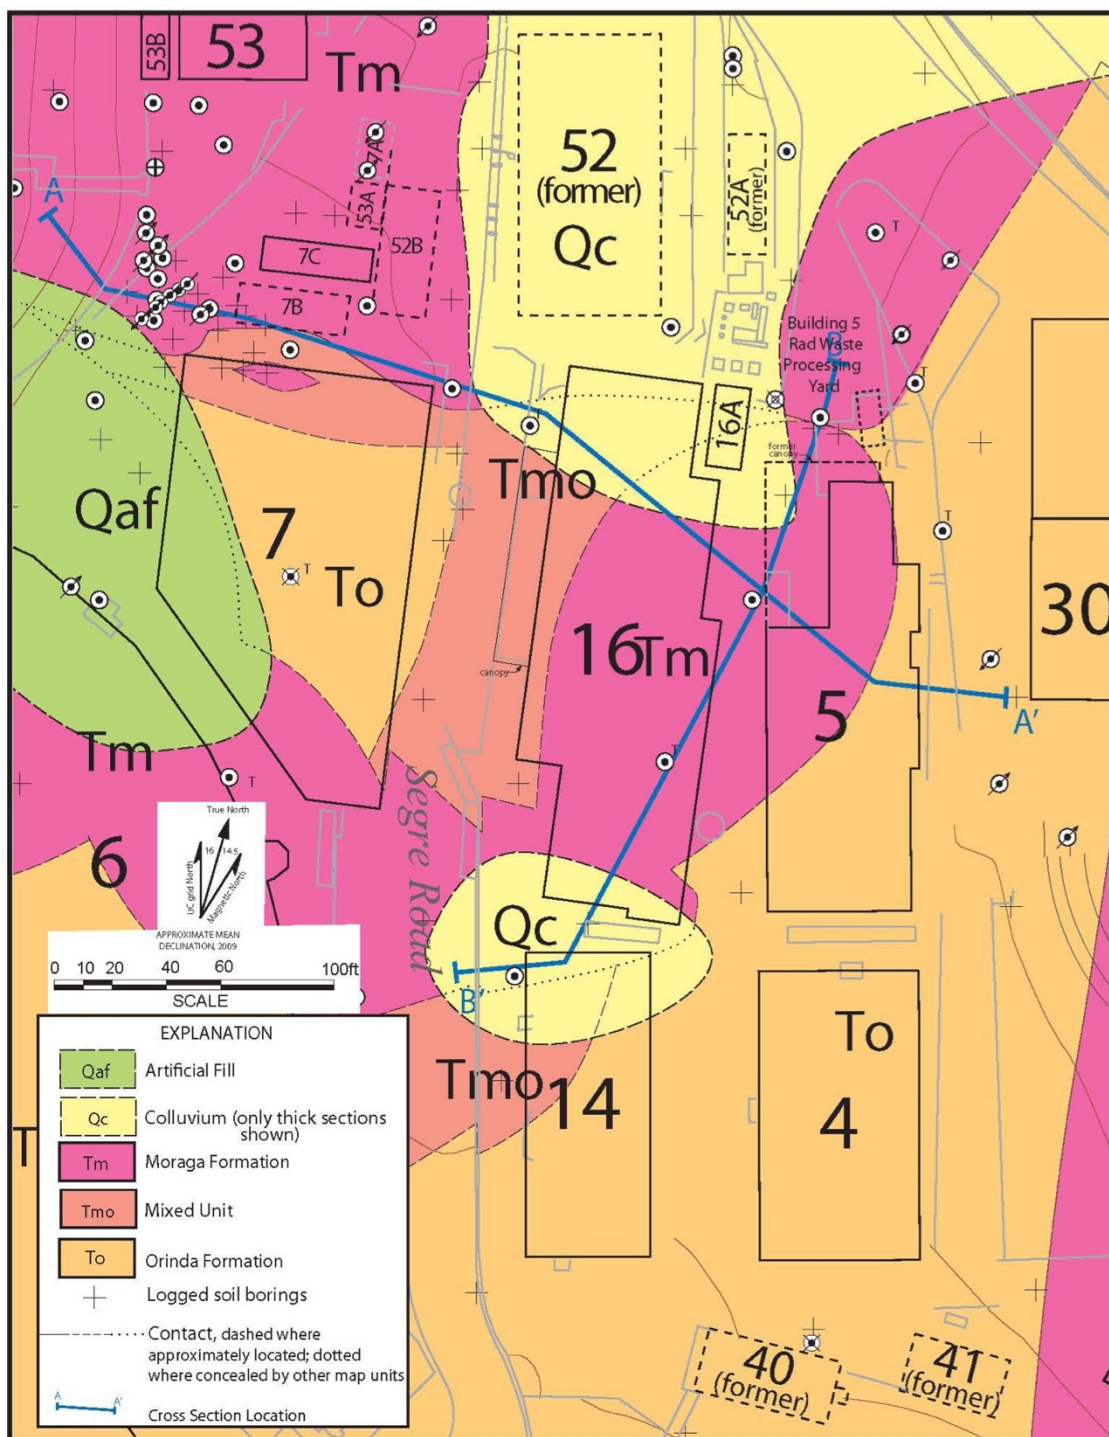 53B
53
Tm
7A
53A
52B
52
(former)
Qc
52A
(former)
A
7C
7B
Building 5
Rad Waste
Processing
Yard
B
T
16A
former
canopy
T
Tmo
Qaf
7
T
To
T
16
Tm
canopy
30
5
A'
Tm
T
T
Segre Road
6
True North
16
14.5
UC grid North
Magnetic North
APPROXIMATE MEAN
DECLINATION, 2009
0 10 20 40 60 100ft
SCALE
Qc
B'
To
Tmo
14
4
T
40
(former)
41
(former)
EXPLANATION
Qaf Artificial Fill
Qc Colluvium (only thick sections
shown)
Tm Moraga Formation
Tmo Mixed Unit
To Orinda Formation
Logged soil borings
Contact, dashed where
approximately located; dotted
where concealed by other map units
A A'
Cross Section Location